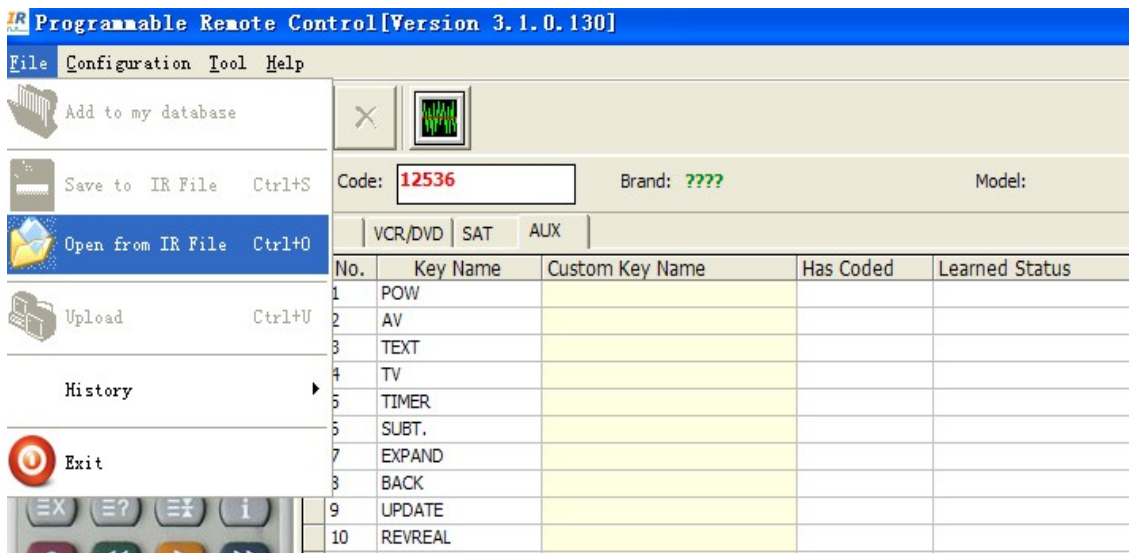 IR Programmable Remote Control[Version 3.1.0.130]
File Configuration Tool Help
Add to my database
Save to IR File Ctrl+S
Open from IR File Ctrl+O
Upload Ctrl+U
History
Exit
Code: 12536 Brand: ???? Model:
VCR/DVD SAT AUX
No. Key Name Custom Key Name Has Coded Learned Status
1 POW
2 AV
3 TEXT
4 TV
5 TIMER
6 SUBT.
7 EXPAND
8 BACK
9 UPDATE
10 REVREAL